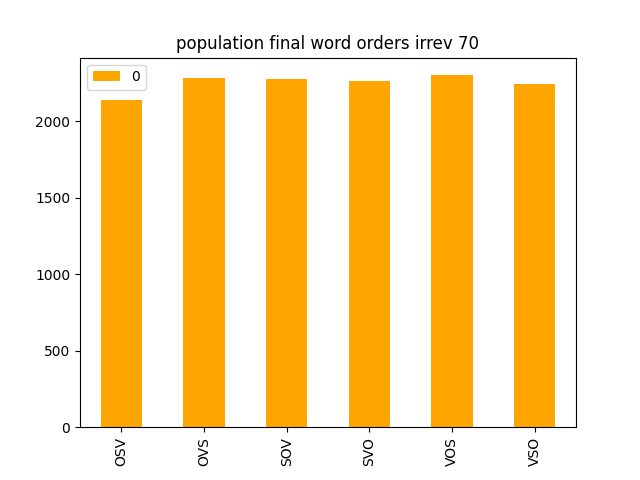 population final word orders irrev 70
0
2000
1500
1000
500
0
OSV
OVS
SOV
SVO
VOS
VSO